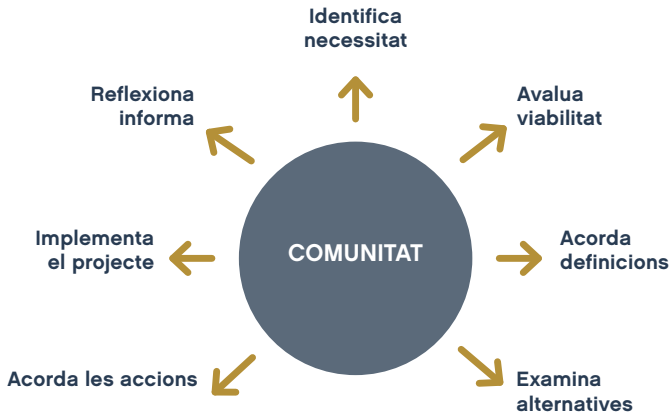 Identifica
necessitat
Avalua
viabilitat
Acorda
definicions
Examina
alternatives
Acorda les accions
Implementa
el projecte
Reflexiona
informa
COMUNITAT